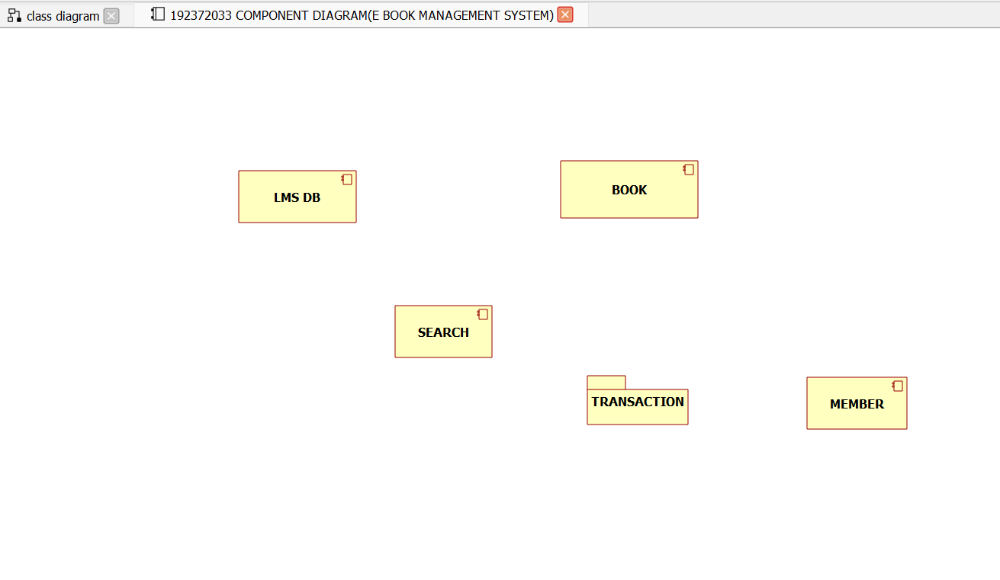 class diagram
192372033 COMPONENT DIAGRAM(E BOOK MANAGEMENT SYSTEM)
LMS DB
BOOK
SEARCH
TRANSACTION
MEMBER